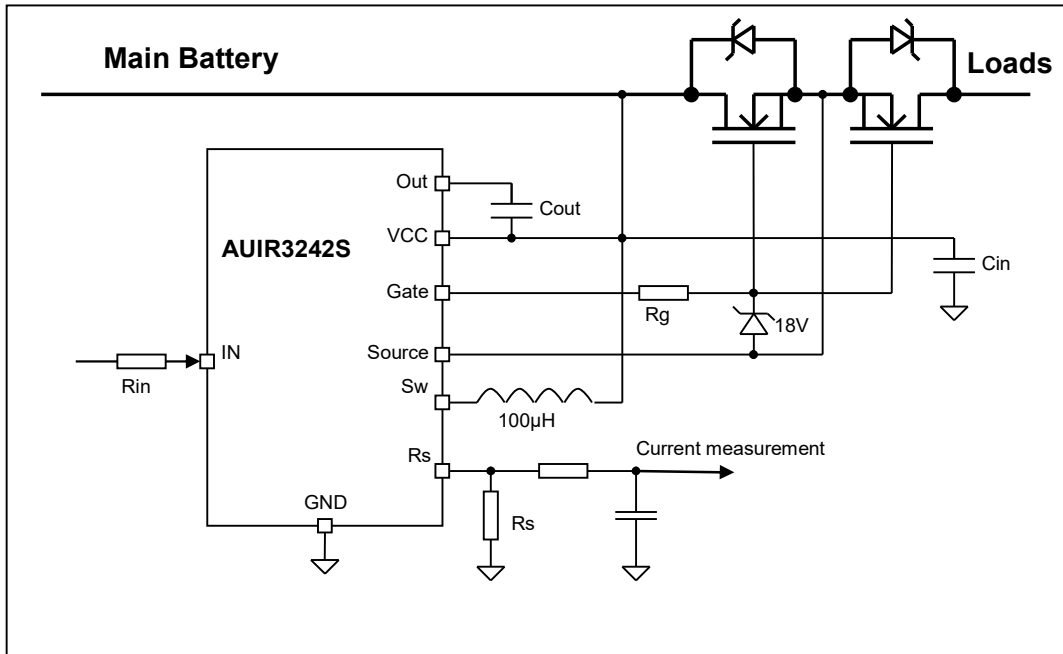 Main Battery
Loads
Out
Cout
VCC
AUIR3242S
Cin
Gate
Rg
18V
Source
IN
Rin
Sw
100µH
Rs
Current measurement
GND
Rs